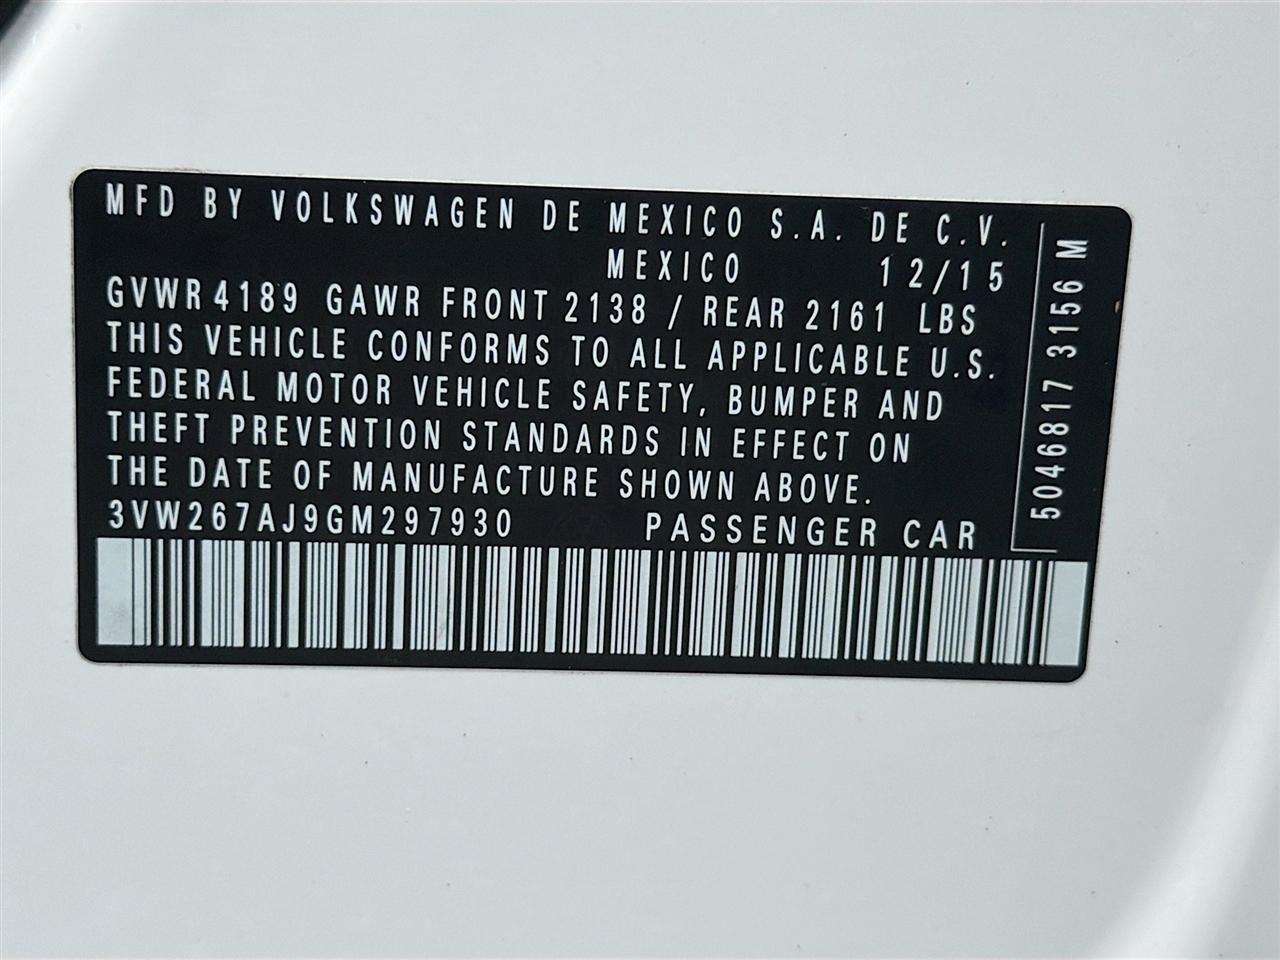 MFD BY VOLKSWAGEN DE MEXICO S.A. DE C.V.
MEXICO 12/15
GVWR 4189 GAWR FRONT 2138 / REAR 2161 LBS
THIS VEHICLE CONFORMS TO ALL APPLICABLE U.S.
FEDERAL MOTOR VEHICLE SAFETY, BUMPER AND
THEFT PREVENTION STANDARDS IN EFFECT ON
THE DATE OF MANUFACTURE SHOWN ABOVE.
3VW267AJ9GM297930 PASSENGER CAR
5046817 3156 M